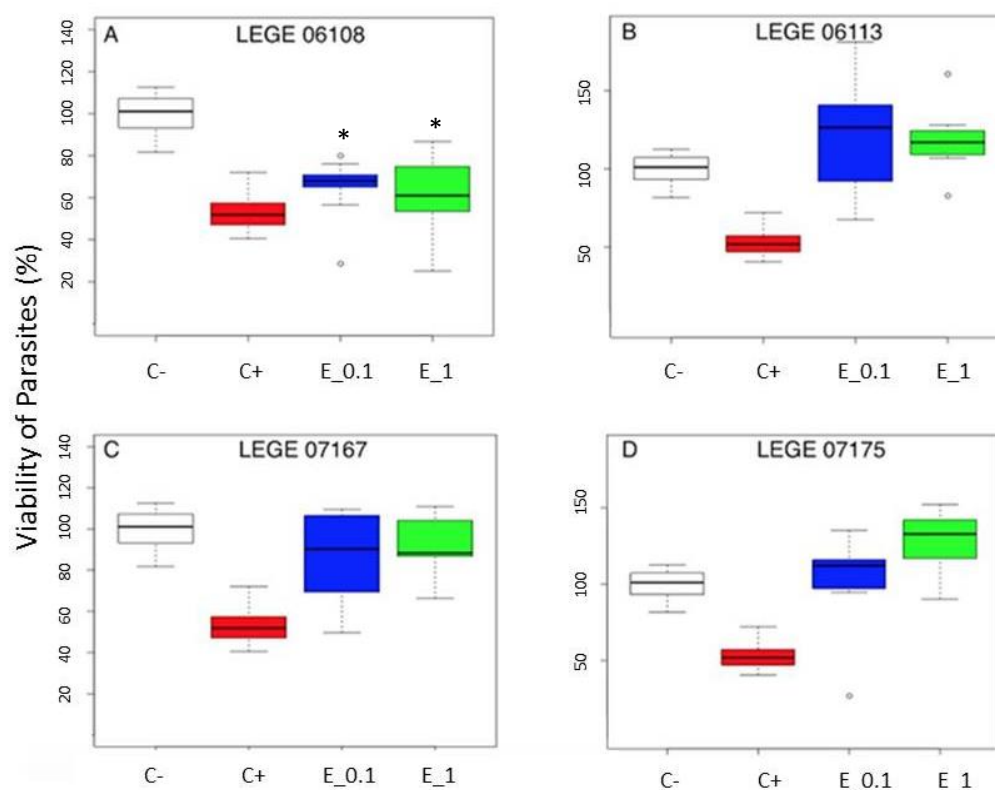 Viability of Parasites (%)
A
LEGE 06108
140
120
100
80
60
40
20
*
*
C-
C+
E_0.1
E_1
B
LEGE 06113
150
100
50
C-
C+
E_0.1
E_1
C
LEGE 07167
140
120
100
80
60
40
20
C-
C+
E_0.1
E_1
D
LEGE 07175
150
100
50
C-
C+
E_0.1
E_1